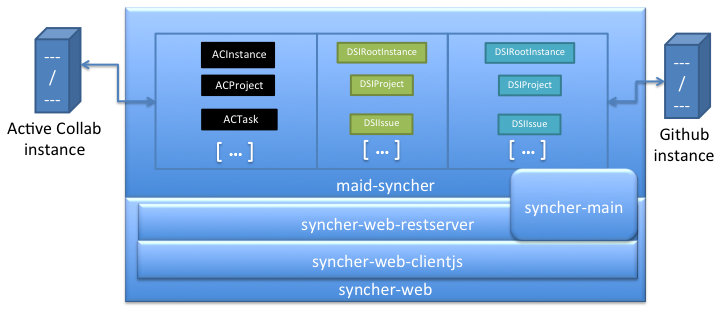 ---
/
---
Active Collab
instance
ACInstance
ACProject
ACTask
[ ... ]
DSIRootInstance
DSIProject
DSIIssue
[ ... ]
DSIRootInstance
DSIProject
DSIIssue
[ ... ]
---
/
---
Github
instance
maid-syncher
syncher-main
syncher-web-restserver
syncher-web-clientjs
syncher-web